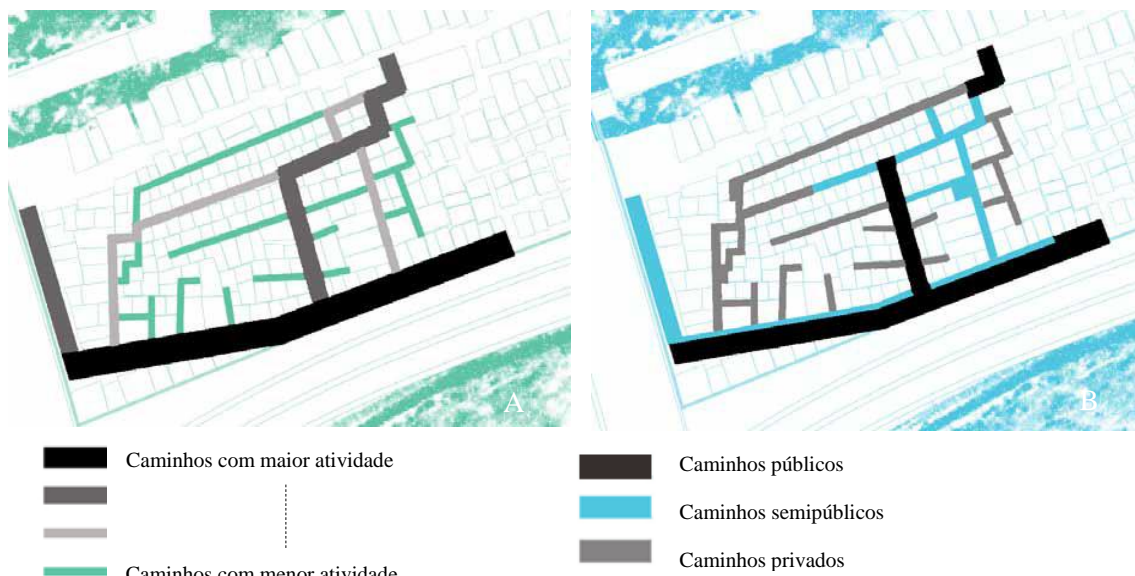 A
B
Caminhos com maior atividade
Caminhos com menor atividade
Caminhos públicos
Caminhos semipúblicos
Caminhos privados